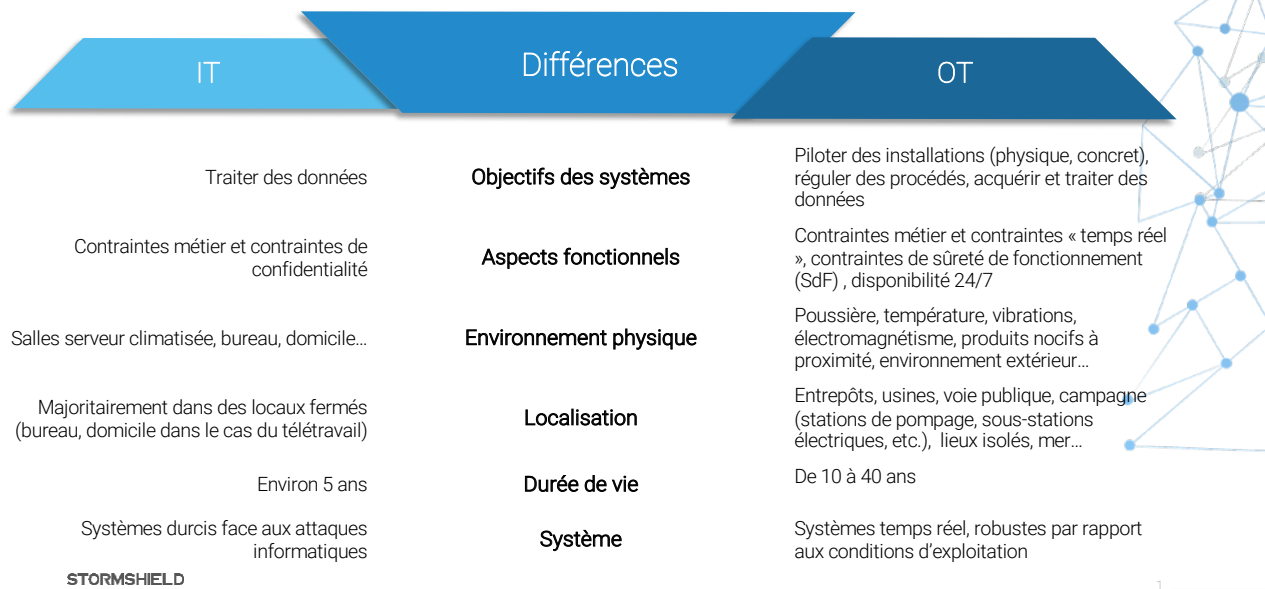 IT
Différences
OT
Traiter des données
Objectifs des systèmes
Piloter des installations (physique, concret),
réguler des procédés, acquérir et traiter des
données
Contraintes métier et contraintes de
confidentialité
Aspects fonctionnels
Contraintes métier et contraintes « temps réel
», contraintes de sûreté de fonctionnement
(SdF) , disponibilité 24/7
Salles serveur climatisée, bureau, domicile…
Environnement physique
Poussière, température, vibrations,
électromagnétisme, produits nocifs à
proximité, environnement extérieur…
Majoritairement dans des locaux fermés
(bureau, domicile dans le cas du télétravail)
Localisation
Entrepôts, usines, voie publique, campagne
(stations de pompage, sous-stations
électriques, etc.), lieux isolés, mer…
Environ 5 ans
Durée de vie
De 10 à 40 ans
Systèmes durcis face aux attaques
informatiques
Système
Systèmes temps réel, robustes par rapport
aux conditions d’exploitation
STORMSHIELD
1